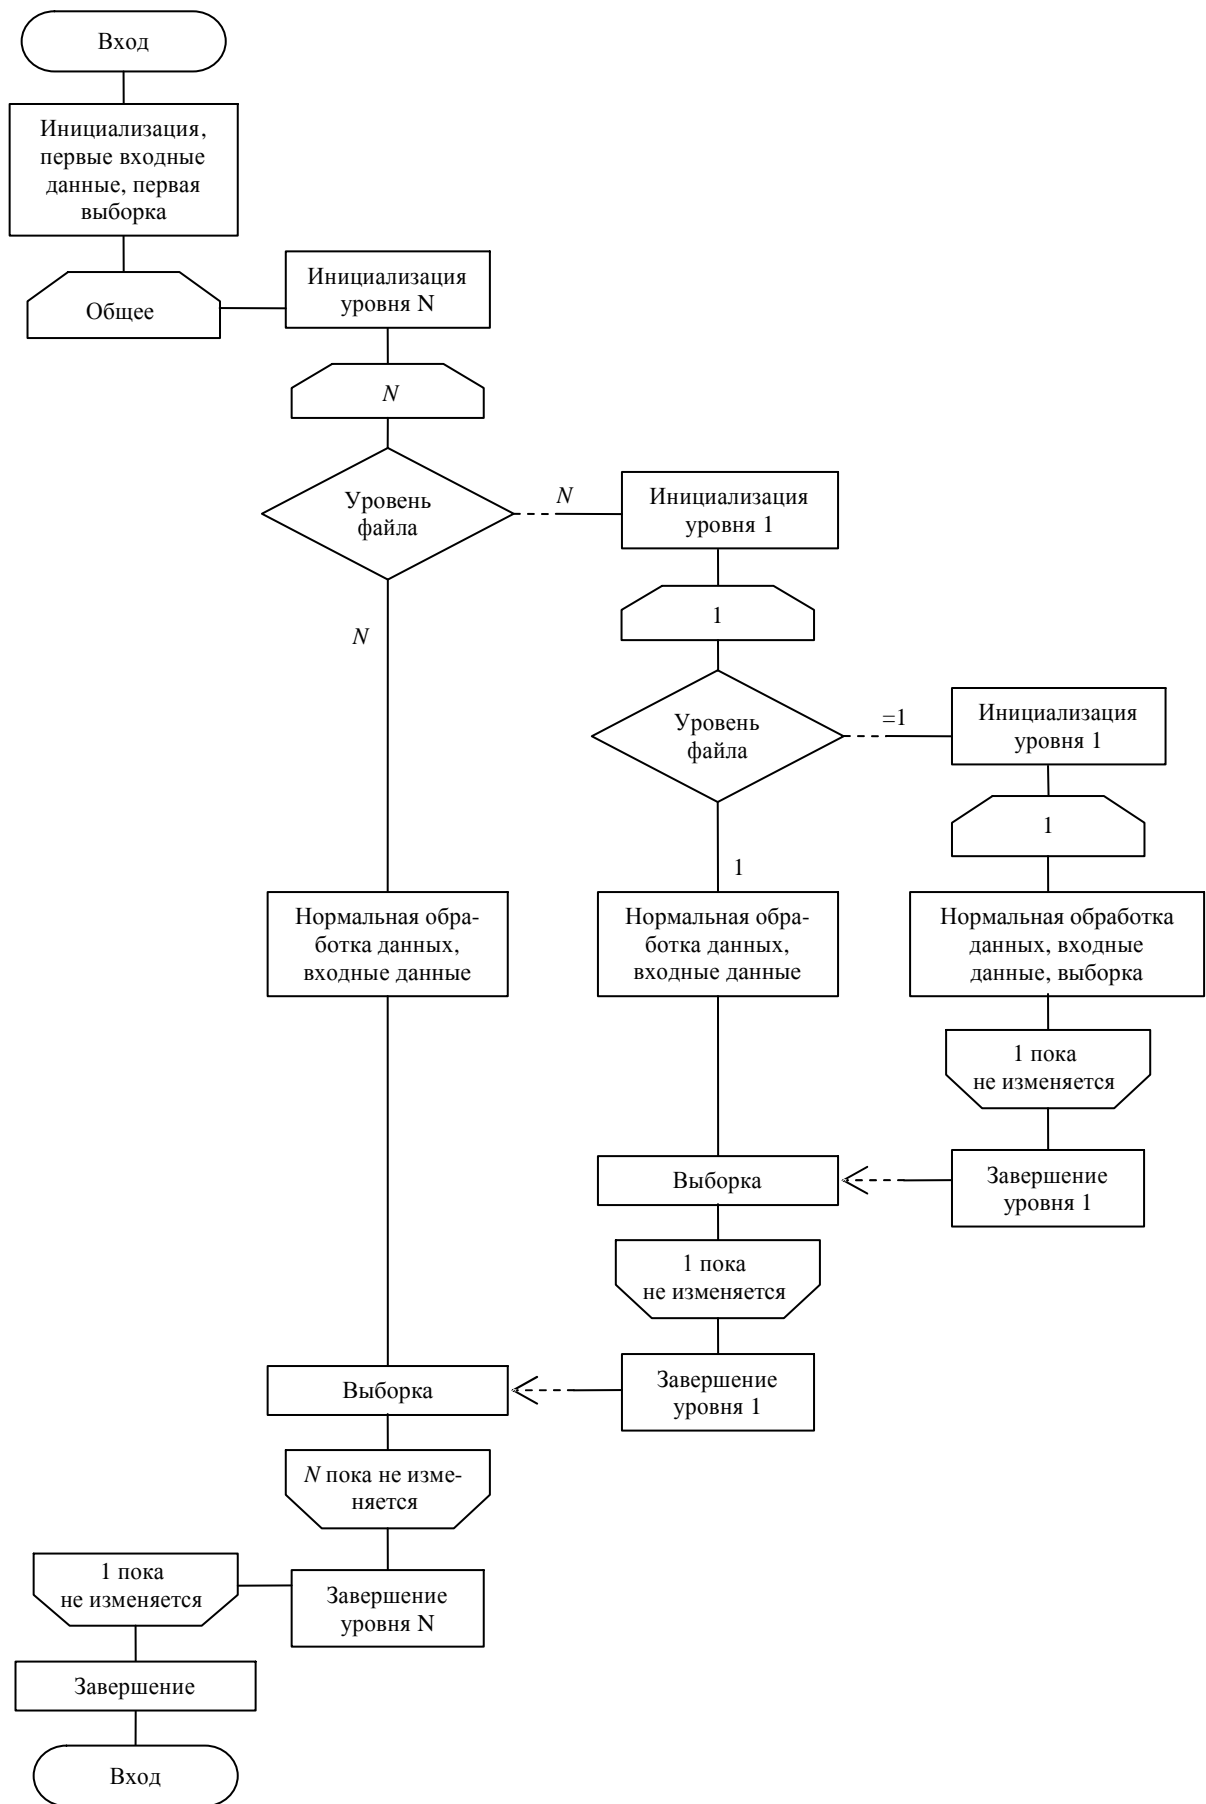 Вход
Инициализация,
первые входные
данные, первая
выборка
Общее
Инициализация
уровня N
N
Уровень
файла
N
N
Инициализация
уровня 1
1
Уровень
файла
=1
1
Инициализация
уровня 1
1
Нормальная обра-
ботка данных,
входные данные
Нормальная обра-
ботка данных,
входные данные
Нормальная обработка
данных, входные
данные, выборка
1 пока
не изменяется
Завершение
уровня 1
Выборка
1 пока
не изменяется
Завершение
уровня 1
Выборка
N пока не изме-
няется
Завершение
уровня N
1 пока
не изменяется
Завершение
Вход